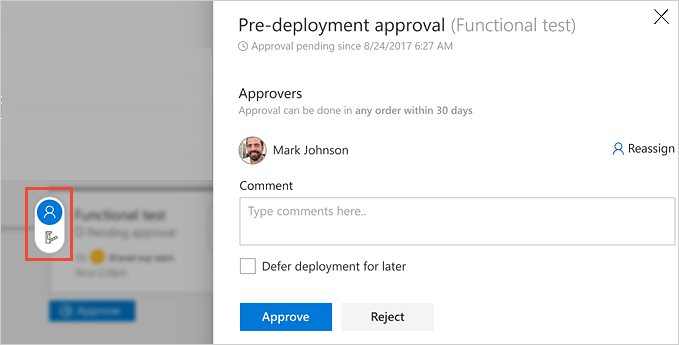 Pre-deployment approval (Functional test)
Approval pending since 8/24/2017 6:27 AM
Approvers
Approval can be done in any order within 30 days
Mark Johnson
Reassign
Comment
Type comments here..
Defer deployment for later
Approve
Reject
Functional test
Pending approval
Approve